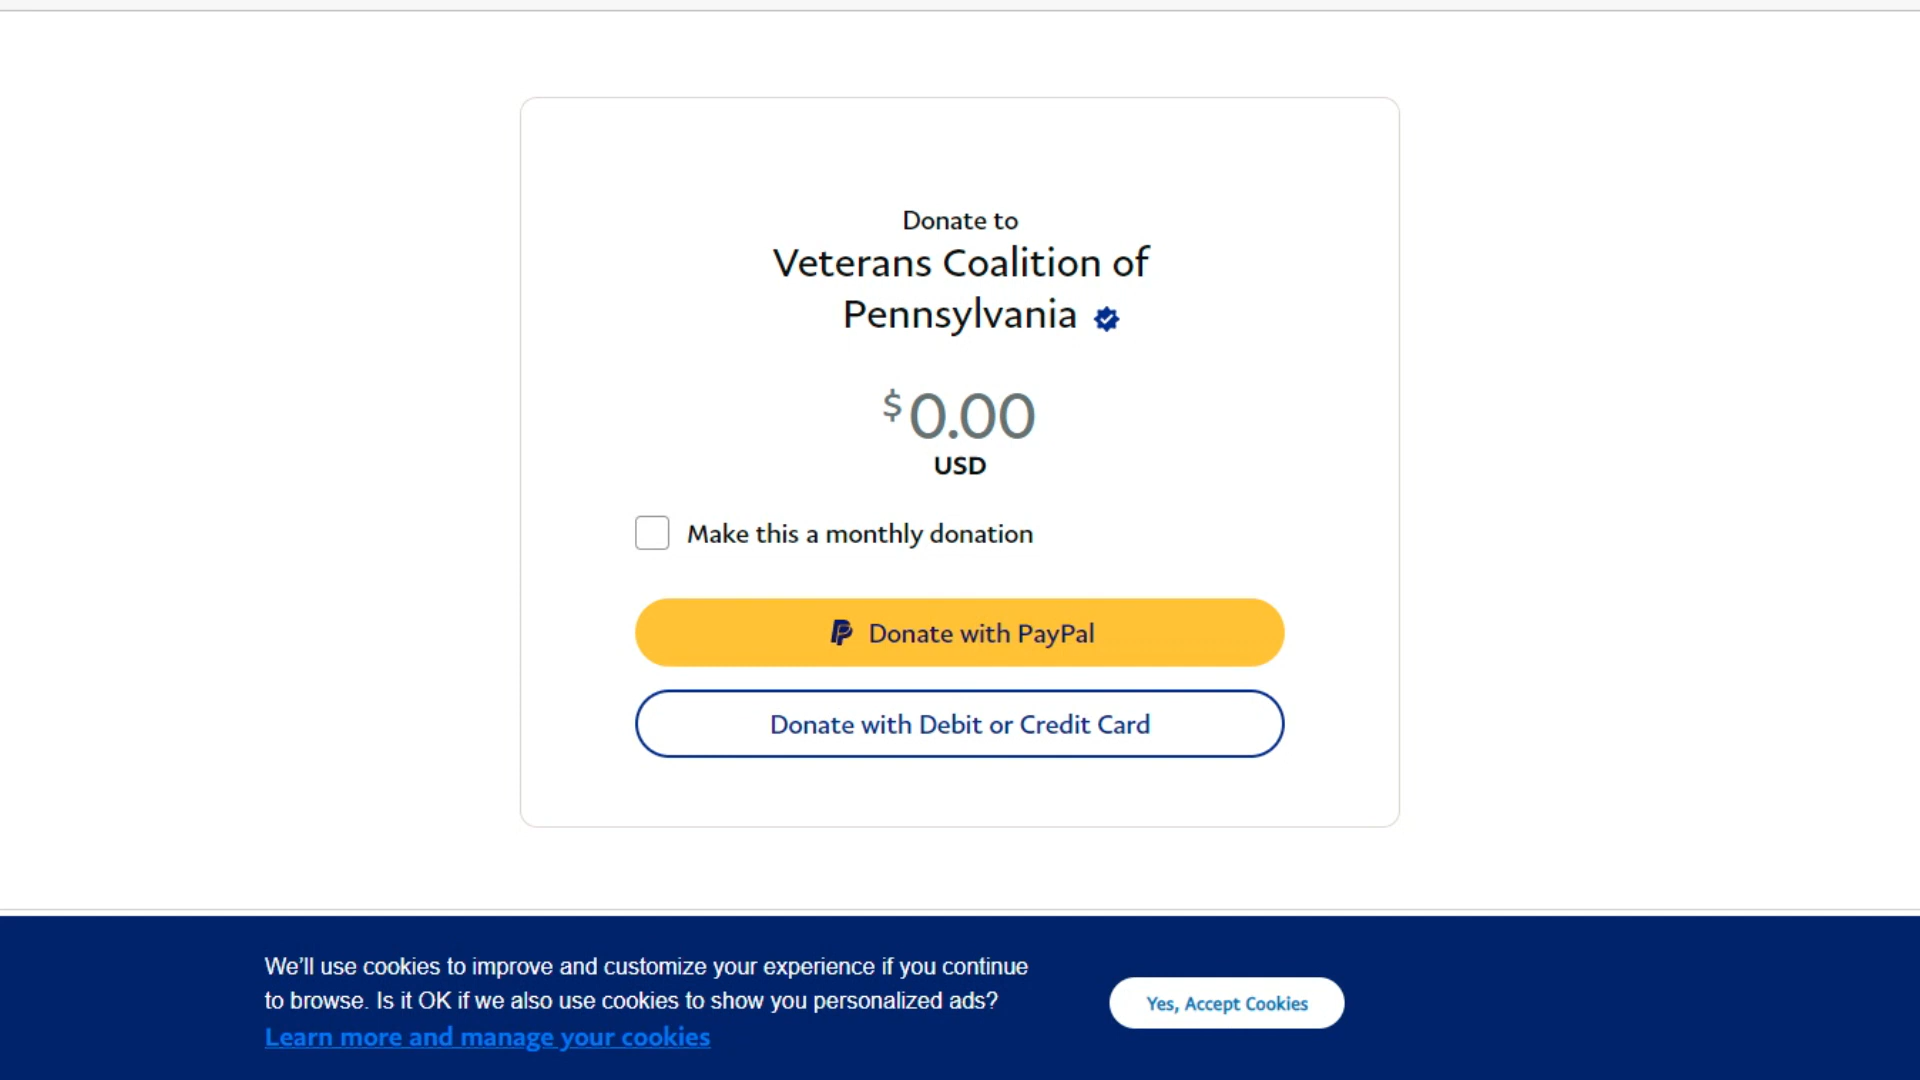 Donate to
Veterans Coalition of
Pennsylvania
$0.00
USD
Make this a monthly donation
Donate with PayPal
Donate with Debit or Credit Card
We’ll use cookies to improve and customize your experience if you continue
to browse. Is it OK if we also use cookies to show you personalized ads?
Learn more and manage your cookies
Yes, Accept Cookies